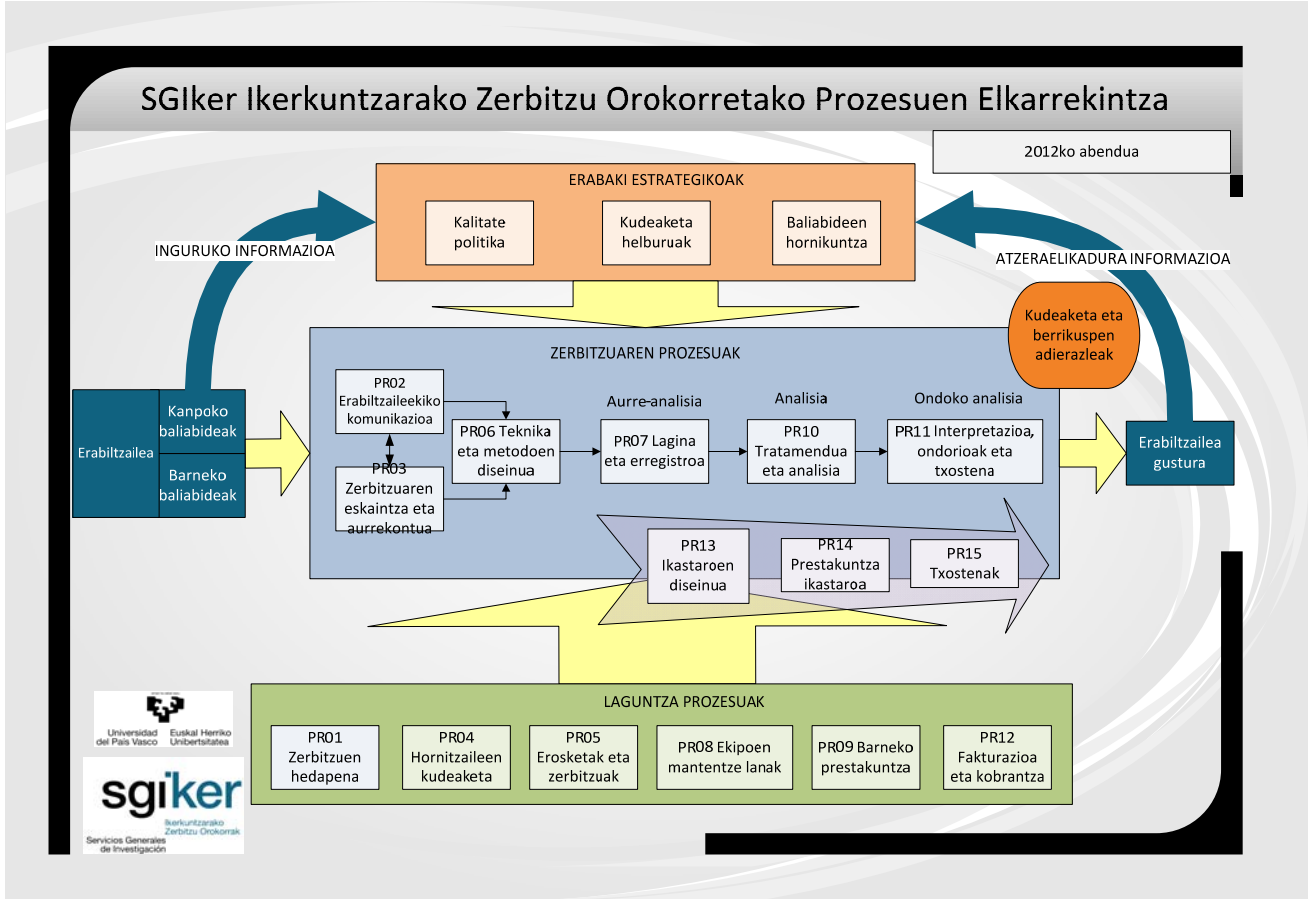 SGIker Ikerkuntzarako Zerbitzu Orokorretako Prozesuen Elkarrekintza
2012ko abendua
ERABAKI ESTRATEGIKOAK
Kalitate
politika
Kudeaketa
helburuak
Baliabideen
hornikuntza
INGURUKO INFORMAZIOA
ATZERAELIKADURA INFORMAZIOA
Kudeaketa eta
berrikuspen
adierazleak
ZERBITZUAREN PROZESUAK
Erabiltzailea
Kanpoko
baliabideak
Barneko
baliabideak
PR02
Erabiltzaileekiko
komunikazioa
PR03
Zerbitzuaren
eskaintza eta
aurrekontua
PR06 Teknika
eta metodoen
diseinua
Aurre-analisia
PR07 Lagina
eta erregistroa
Analisia
PR10
Tratamendua
eta analisia
Ondoko analisia
PR11 Interpretazioa,
ondorioak eta
txostena
Erabiltzailea
gustura
PR13
Ikastaroen
diseinua
PR14
Prestakuntza
ikastaroa
PR15
Txostenak
LAGUNTZA PROZESUAK
PR01
Zerbitzuen
hedapena
PR04
Hornitzaileen
kudeaketa
PR05
Erosketak eta
zerbitzuak
PR08 Ekipoen
mantentze lanak
PR09 Barneko
prestakuntza
PR12
Fakturazioa
eta kobrantza
Universidad
del País Vasco
Euskal Herriko
Unibertsitatea
sgiker
Ikerkuntzarako
Zerbitzu Orokorrak
Servicios Generales
de Investigación